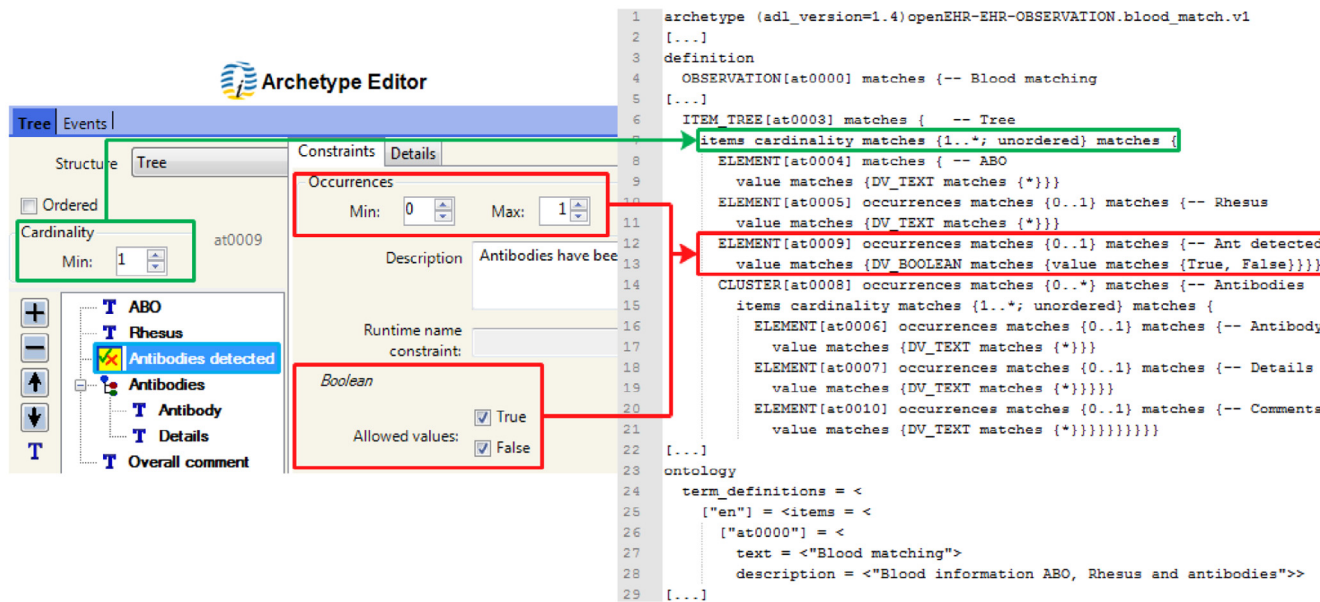 Archetype Editor
Tree Events
Structure Tree
Ordered
Cardinality
Min: 1
at0009
ABO
Rhesus
Antibodies detected
Antibodies
Antibody
Details
T Overall comment
Constraints Details
Occurrences
Min: 0 Max: 1
Description Antibodies have bee
Runtime name
constraint:
Boolean
Allowed values:
True
False
1 archetype (adl_version=1.4)openEHR-EHR-OBSERVATION.blood_match.v1
2 [...]
3 definition
4 OBSERVATION[at0000] matches {-- Blood matching
5 [...]
6 ITEM_TREE[at0003] matches { -- Tree
7 items cardinality matches {1..*; unordered} matches {
8 ELEMENT[at0004] matches { -- ABO
9 value matches {DV_TEXT matches {*}}}
10 ELEMENT[at0005] occurrences matches {0..1} matches {-- Rhesus
11 value matches {DV_TEXT matches {*}}}
12 ELEMENT[at0009] occurrences matches {0..1} matches {-- Ant detected
13 value matches {DV_BOOLEAN matches {value matches {True, False}}}}
14 CLUSTER[at0008] occurrences matches {0..*} matches {-- Antibodies
15 items cardinality matches {1..*; unordered} matches {
16 ELEMENT[at0006] occurrences matches {0..1} matches {-- Antibody
17 value matches {DV_TEXT matches {*}}}
18 ELEMENT[at0007] occurrences matches {0..1} matches {-- Details
19 value matches {DV_TEXT matches {*}}}}}
20 ELEMENT[at0010] occurrences matches {0..1} matches {-- Comments
21 value matches {DV_TEXT matches {*}}}}}}}}}}
22 [...]
23 ontology
24 term_definitions = <
25 ["en"] = <items = <
26 ["at0000"] = <
27 text = <"Blood matching">
28 description = <"Blood information ABO, Rhesus and antibodies">>
29 [...]